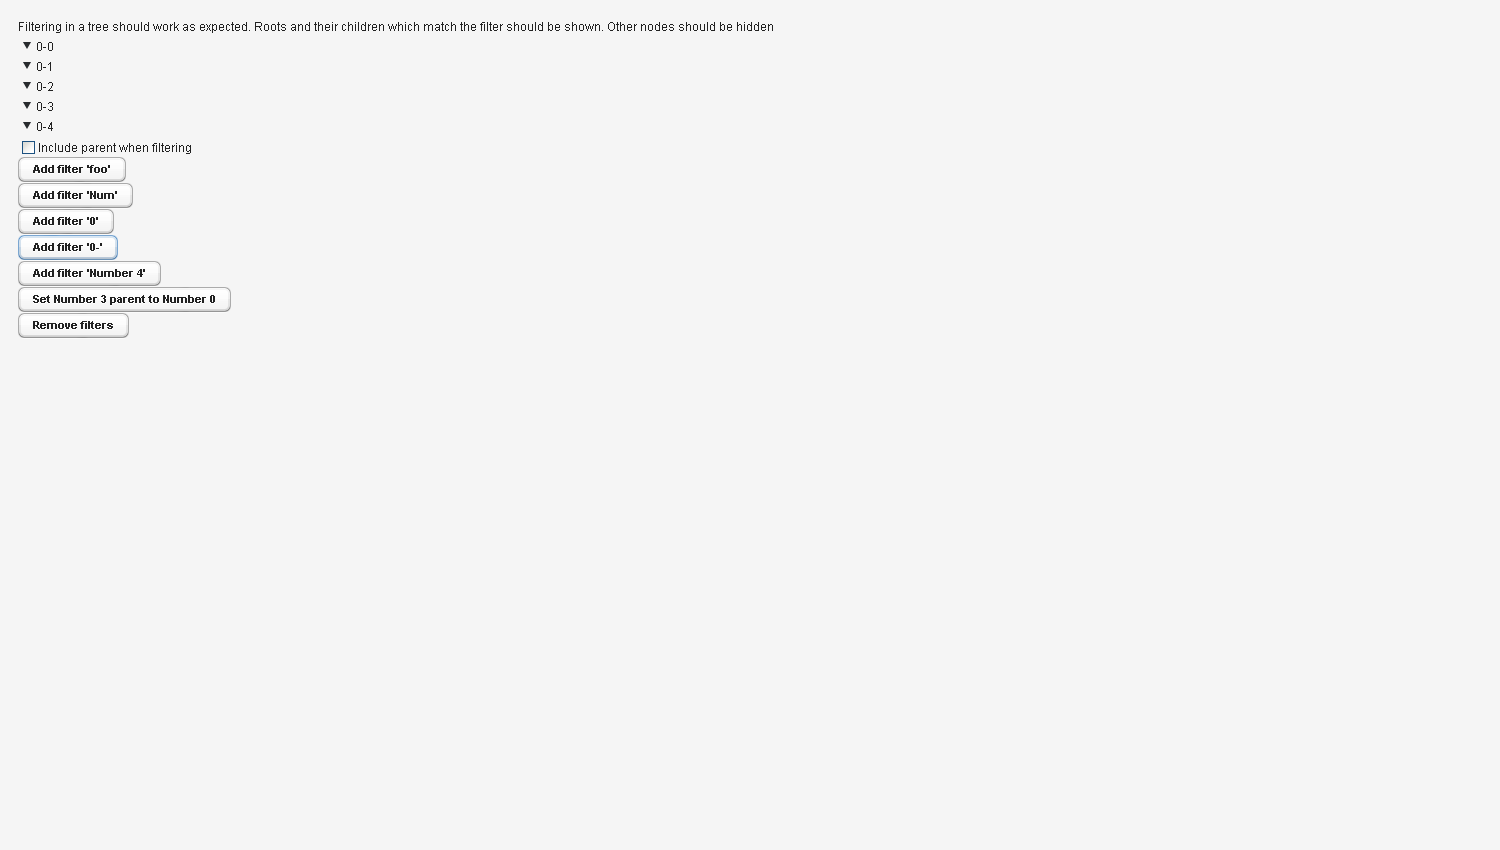 Filtering in a tree should work as expected. Roots and their children which match the filter should be shown. Other nodes should be hidden
0-0
0-1
0-2
0-3
0-4
Include parent when filtering
Add filter 'foo'
Add filter 'Num'
Add filter '0'
Add filter '0-'
Add filter 'Number 4'
Set Number 3 parent to Number 0
Remove filters